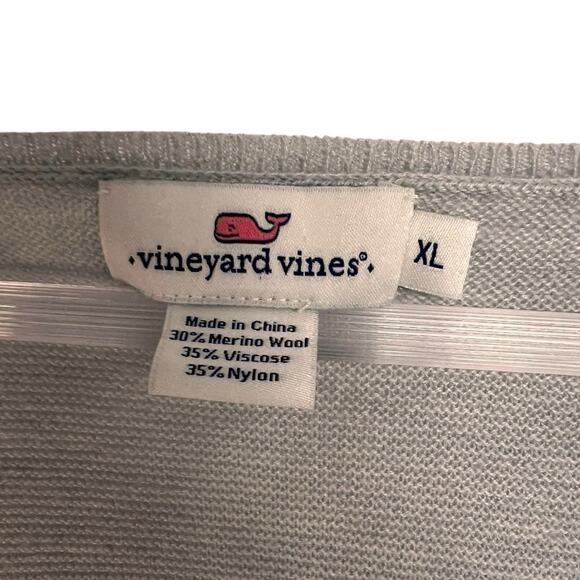 ·vineyard vines®·
XL
Made in China
30% Merino Wool
35% Viscose
35% Nylon